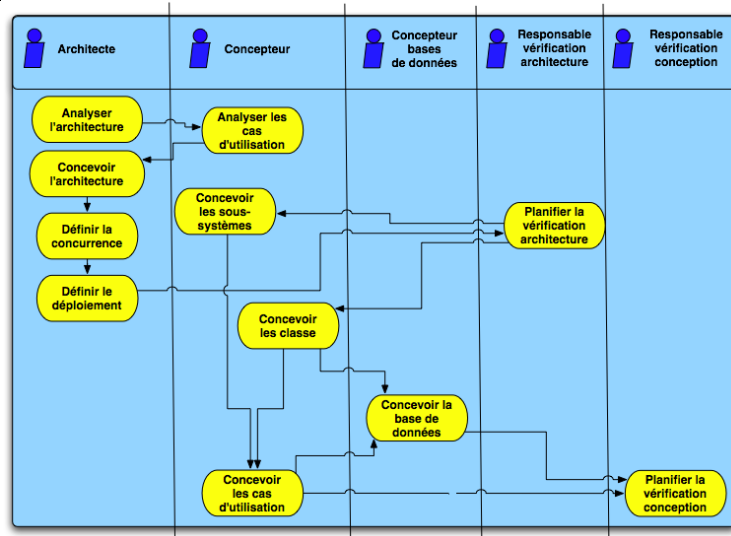 Architecte
Concepteur
Concepteur
bases
de données
Responsable
vérification
architecture
Responsable
vérification
conception
Analyser
l'architecture
Analyser les
cas
d'utilisation
Concevoir
l'architecture
Concevoir
les sous-
systèmes
Planifier la
vérification
architecture
Définir la
concurrence
Définir le
déploiement
Concevoir
les classe
Concevoir la
base de
données
Concevoir
les cas
d'utilisation
Planifier la
vérification
conception